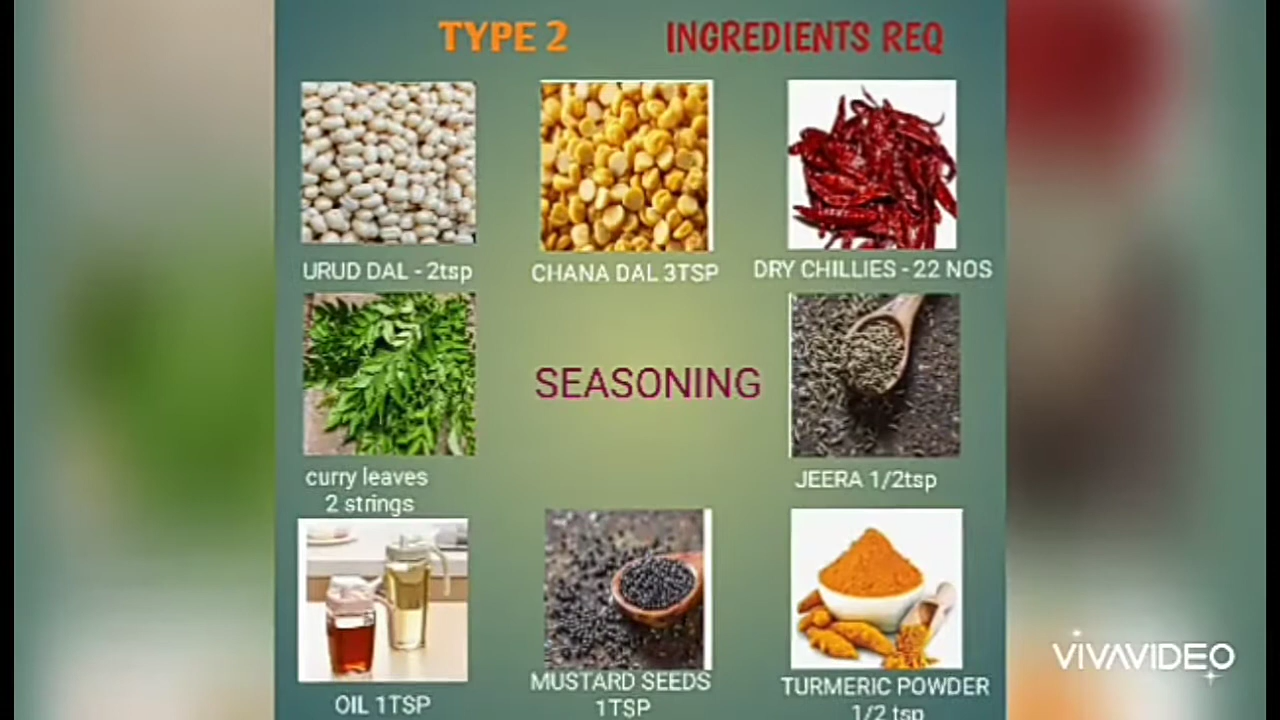 TYPE 2
INGREDIENTS REQ
URUD DAL - 2tsp
CHANA DAL 3TSP
DRY CHILLIES - 22 NOS
SEASONING
curry leaves
2 strings
JEERA 1/2tsp
OIL 1TSP
MUSTARD SEEDS
1TSP
TURMERIC POWDER
1/2 tsp
VIVAVIDEO